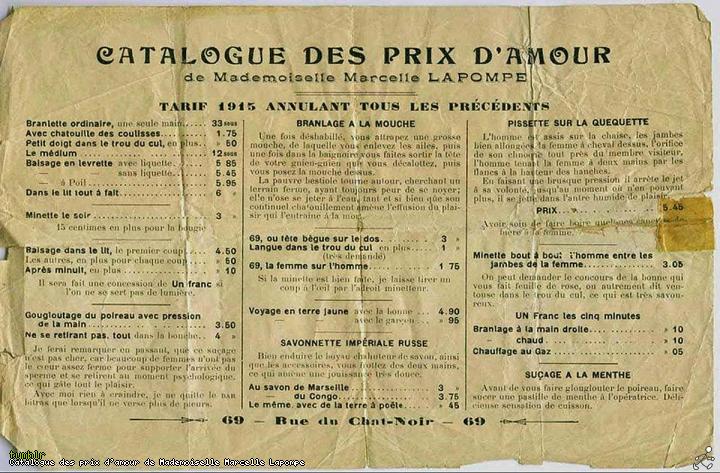 CATALOGUE DES PRIX D'AMOUR
de Mademoiselle Marcelle LAPOMPE
TARIF 1915 ANNULANT TOUS LES PRÉCÉDENTS
Branlette ordinaire, une seule main..... 33 sous
Avec chatouille des coulisses........ 1.75
Petit doigt dans le trou du cul, en plus.. » 50
Le médium ............ 12 sous
Baisage en levrette avec liquette. 5 85
sans liquette. 5.45
à Poil ........ 5.95
Dans le lit tout à fait........ 6 »
Minette le soir ............ 3 »
15 centimes en plus pour la bougie
Baisage dans le lit, le premier coup.... 4.50
Les autres, en plus pour chaque coup.. » 50
Après minuit, en plus ......... » 10
Il sera fait une concession de Un franc si
l'on ne se sert pas de lumière.
Gougloutage du poireau avec pression
de la main............ 3.50
Ne se retirant pas, tout dans la bouche.. 4 »
Je ferai remarquer en passant, que ce suçage
n'est pas cher, car beaucoup de femmes n'ont pas
le cœur assez ferme pour supporter l'arrivée du
sperme et se retirent au moment psychologique,
ce qui gâte tout le plaisir.
Avec moi rien à craindre, je ne quitte le nan
bitras que lorsqu'il ne verse plus de pleurs.
BRANLAGE A LA MOUCHE
Une fois déshabillé, vous attrapez une grosse
mouche, de laquelle vous enlevez les ailes, puis
une fois dans la baignoire vous faites sortir la tête
de votre gnien-gnien que vous décalottez, puis
vous posez la mouche dessus.
La pauvre bestiole tourne autour, cherchant un
terrain ferme, ayant toujours peur de se noyer;
elle n'ose se jeter à l'eau, tant et si bien que son
continuel chatouillement amène l'effusion du plai-
sir qui l'entraîne à la mort.
69, ou tête bègue sur le dos........ 3 »
Langue dans le trou du cul en plus.... 1 »
(très demandé)
69, la femme sur l'homme........ 1 75
Si la minette est bien faite, je laisse tirer un
coup à l'œil par l'adroit minetteur.
Voyage en terre jaune avec la bonne... 4.90
— avec le garçon... » 95
SAVONNETTE IMPÉRIALE RUSSE
Bien enduire le boyau chahuteur de savon, ainsi
que les accessoires, vous frottez des deux mains,
ce qui amène une jouissance de très difficile.
Au savon de Marseille ........ 3 »
— du Congo........ 3.75
Le même, avec de la terre à poêle.... » 45
PISSETTE SUR LA QUEQUETTE
L'homme est assis sur la chaise, les jambes
bien allongées, la femme à cheval dessus, l'orifice
de son chnoque tout près du membre visiteur,
l'homme tenant la femme à deux mains par les
flancs à la hauteur des hanches.
En faisant une brusque pression il arrête le jet
à sa volonté, jusqu'au moment où n'en pouvant
plus, il se jette dans l'antre humide de plaisir.
PRIX............ 5.45
Avoir soin de faire boire quelques
bière à la femme.
Minette bout à bout l'homme entre les
jambes de la femme............ 3.05
On peut demander le concours de la bonne qui
vous fait feuille de rose, ou autrement dit ven-
touse dans le trou du cul, ce qui est très savou-
reux.
UN Franc les cinq minutes
Branlage à la main droite........ » 10
chaud ........ » 10
Chauffage au Gaz ........ » 05
SUÇAGE A LA MENTHE
Avant de vous faire glouglouter le poireau, faire
sucer une pastille de menthe à l'opératrice. Déli-
cieuse sensation de cuisson.
69 - Rue du Chat-Noir - 69
tumblr
Catalogue des prix d'amour de Mademoiselle Marcelle Lapompe